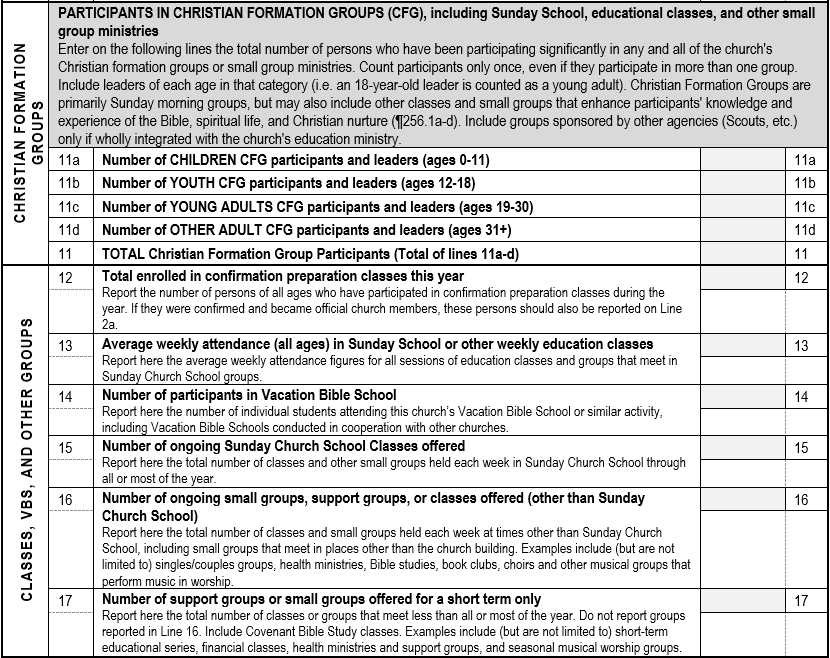 CHRISTIAN FORMATION
GROUPS
PARTICIPANTS IN CHRISTIAN FORMATION GROUPS (CFG), including Sunday School, educational classes, and other small
group ministries
Enter on the following lines the total number of persons who have been participating significantly in any and all of the church's
Christian formation groups or small group ministries. Count participants only once, even if they participate in more than one group.
Include leaders of each age in that category (i.e. an 18-year-old leader is counted as a young adult). Christian Formation Groups are
primarily Sunday morning groups, but may also include other classes and small groups that enhance participants' knowledge and
experience of the Bible, spiritual life, and Christian nurture (¶256.1a-d). Include groups sponsored by other agencies (Scouts, etc.)
only if wholly integrated with the church's education ministry.
11a Number of CHILDREN CFG participants and leaders (ages 0-11) 11a
11b Number of YOUTH CFG participants and leaders (ages 12-18) 11b
11c Number of YOUNG ADULTS CFG participants and leaders (ages 19-30) 11c
11d Number of OTHER ADULT CFG participants and leaders (ages 31+) 11d
11 TOTAL Christian Formation Group Participants (Total of lines 11a-d) 11
CLASSES, VBS, AND OTHER GROUPS
12 Total enrolled in confirmation preparation classes this year 12
Report the number of persons of all ages who have participated in confirmation preparation classes during the
year. If they were confirmed and became official church members, these persons should also be reported on Line
2a.
13 Average weekly attendance (all ages) in Sunday School or other weekly education classes 13
Report here the average weekly attendance figures for all sessions of education classes and groups that meet in
Sunday Church School groups.
14 Number of participants in Vacation Bible School 14
Report here the number of individual students attending this church's Vacation Bible School or similar activity,
including Vacation Bible Schools conducted in cooperation with other churches.
15 Number of ongoing Sunday Church School Classes offered 15
Report here the total number of classes and other small groups held each week in Sunday Church School through
all or most of the year.
16 Number of ongoing small groups, support groups, or classes offered (other than Sunday 16
Church School)
Report here the total number of classes and small groups held each week at times other than Sunday Church
School, including small groups that meet in places other than the church building. Examples include (but are not
limited to) singles/couples groups, health ministries, Bible studies, book clubs, choirs and other musical groups that
perform music in worship.
17 Number of support groups or small groups offered for a short term only 17
Report here the total number of classes or groups that meet less than all or most of the year. Do not report groups
reported in Line 16. Include Covenant Bible Study classes. Examples include (but are not limited to) short-term
educational series, financial classes, health ministries and support groups, and seasonal musical worship groups.